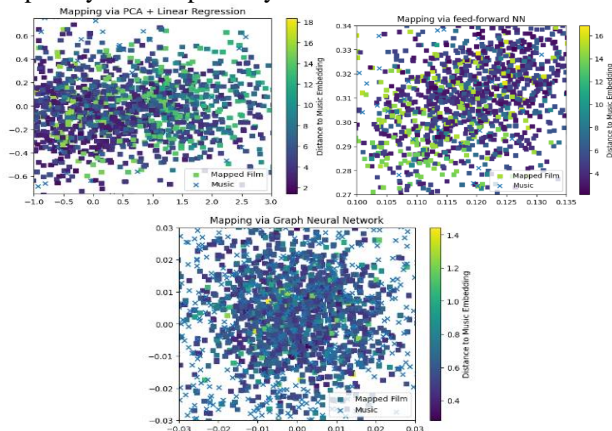 Mapping via PCA + Linear Regression
0.6
0.4
0.2
0.0
-0.2
-0.4
-0.6
-1.0 -0.5 0.0 0.5 1.0 1.5 2.0 2.5 3.0
Mapped Film
Music
18
16
14
12
10
8
6
4
2
Distance to Music Embedding
Mapping via feed-forward NN
0.34
0.33
0.32
0.31
0.30
0.29
0.28
0.27
0.100 0.105 0.110 0.115 0.120 0.125 0.130 0.135
Mapped Film
Music
16
14
12
10
8
6
4
Distance to Music Embedding
Mapping via Graph Neural Network
0.03
0.02
0.01
0.00
-0.01
-0.02
-0.03
-0.03 -0.02 -0.01 0.00 0.01 0.02 0.03
Mapped Film
Music
1.4
1.2
1.0
0.8
0.6
0.4
Distance to Music Embedding